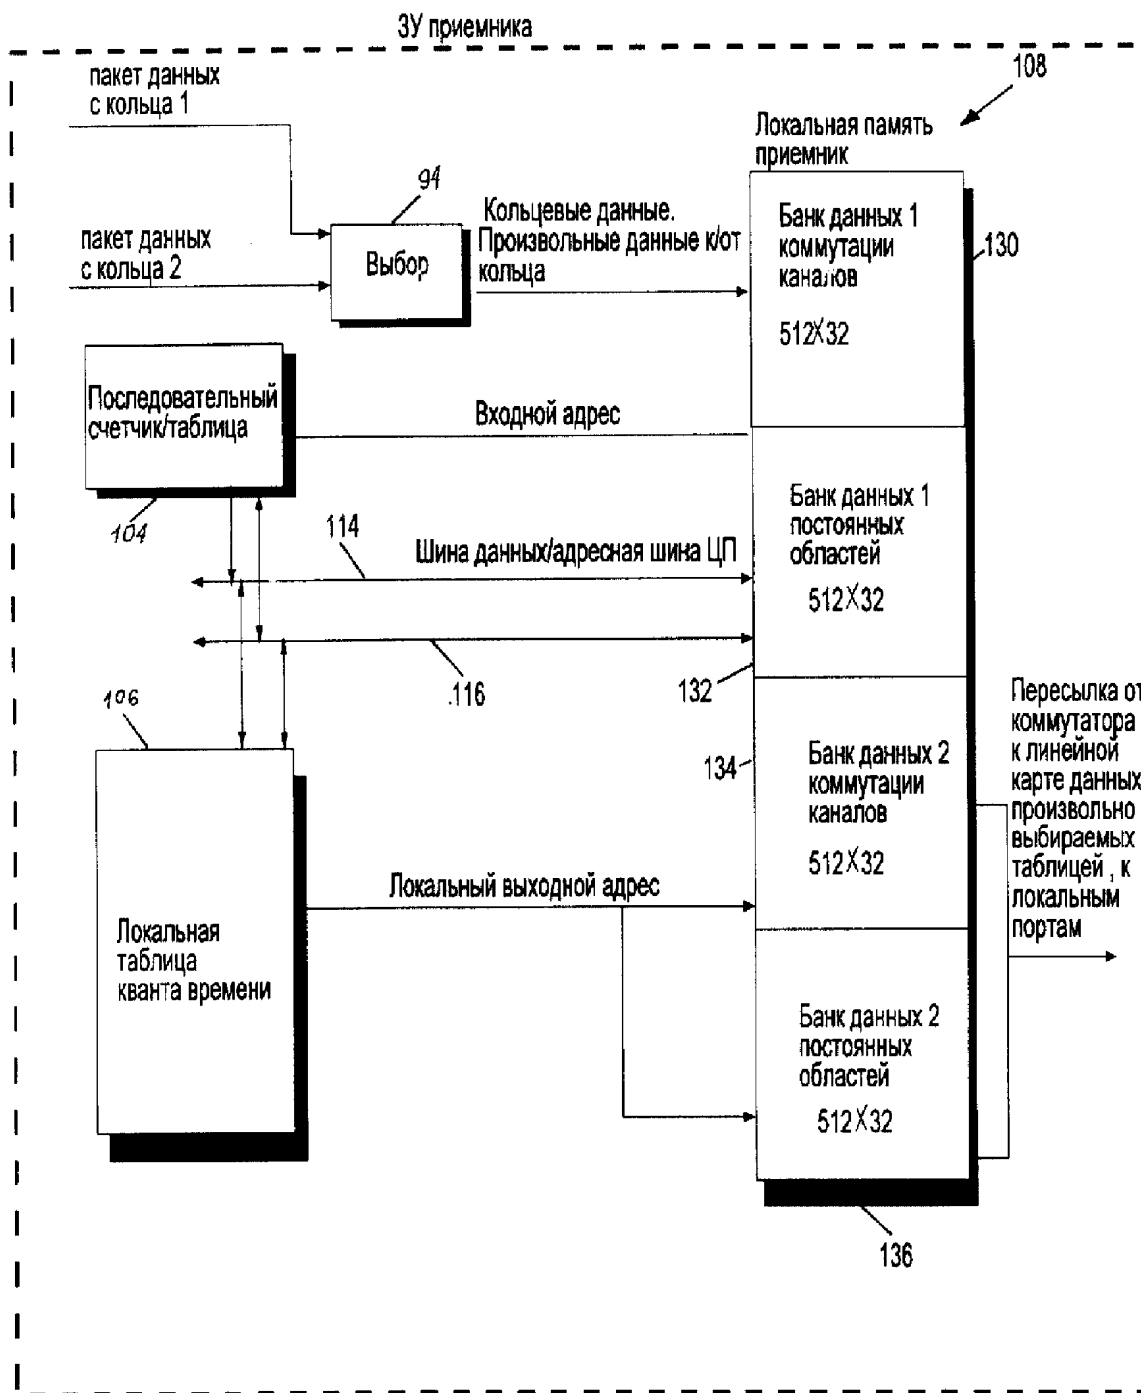 ЗУ приемника
пакет данных
с кольца 1
108
Локальная память
приемник
94
Кольцевые данные.
Произвольные данные к/от
кольца
Банк данных 1
коммутации
каналов
512X32
130
пакет данных
с кольца 2
Выбор
Последовательный
счетчик/таблица
Входной адрес
104
114
Шина данных/адресная шина ЦП
Банк данных 1
постоянных
областей
512X32
.116
132
106
134
Банк данных 2
коммутации
каналов
512X32
Пересылка от
коммутатора
к линейной
карте данных
произвольно
выбираемых
таблицей , к
локальным
портам
Локальный выходной адрес
Локальная
таблица
кванта времени
Банк данных 2
постоянных
областей
512X32
136